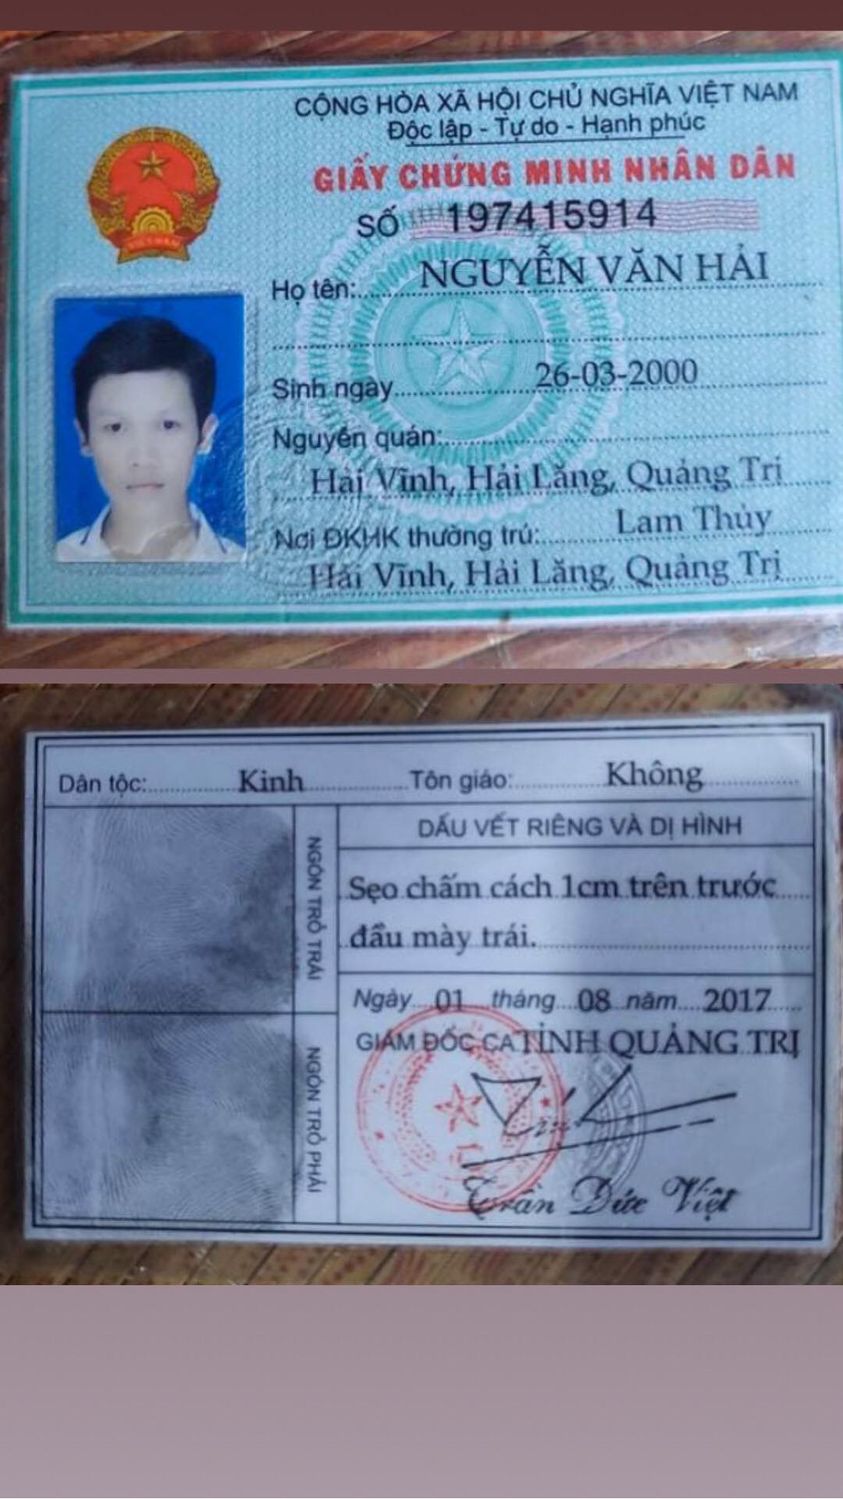 CỘNG HÒA XÃ HỘI CHỦ NGHĨA VIỆT NAM
Độc lập - Tự do - Hạnh phúc
GIẤY CHỨNG MINH NHÂN DÂN
SỐ 197415914
Họ tên: NGUYỄN VĂN HẢI
Sinh ngày 26-03-2000
Nguyên quán:
Hải Vĩnh, Hải Lăng, Quảng Trị
Nơi ĐKHK thường trú: Lam Thủy
Hải Vĩnh, Hải Lăng, Quảng Trị
VIỆT NAM
Dân tộc: Kinh Tôn giáo: Không
NGÓN TRỎ TRÁI
NGÓN TRỎ PHẢI
DẤU VẾT RIÊNG VÀ DỊ HÌNH
Sẹo chấm cách 1cm trên trước
đầu mày trái.
Ngày 01 tháng 08 năm 2017
GIÁM ĐỐC CA TỈNH QUẢNG TRỊ
Trần Đức Việt